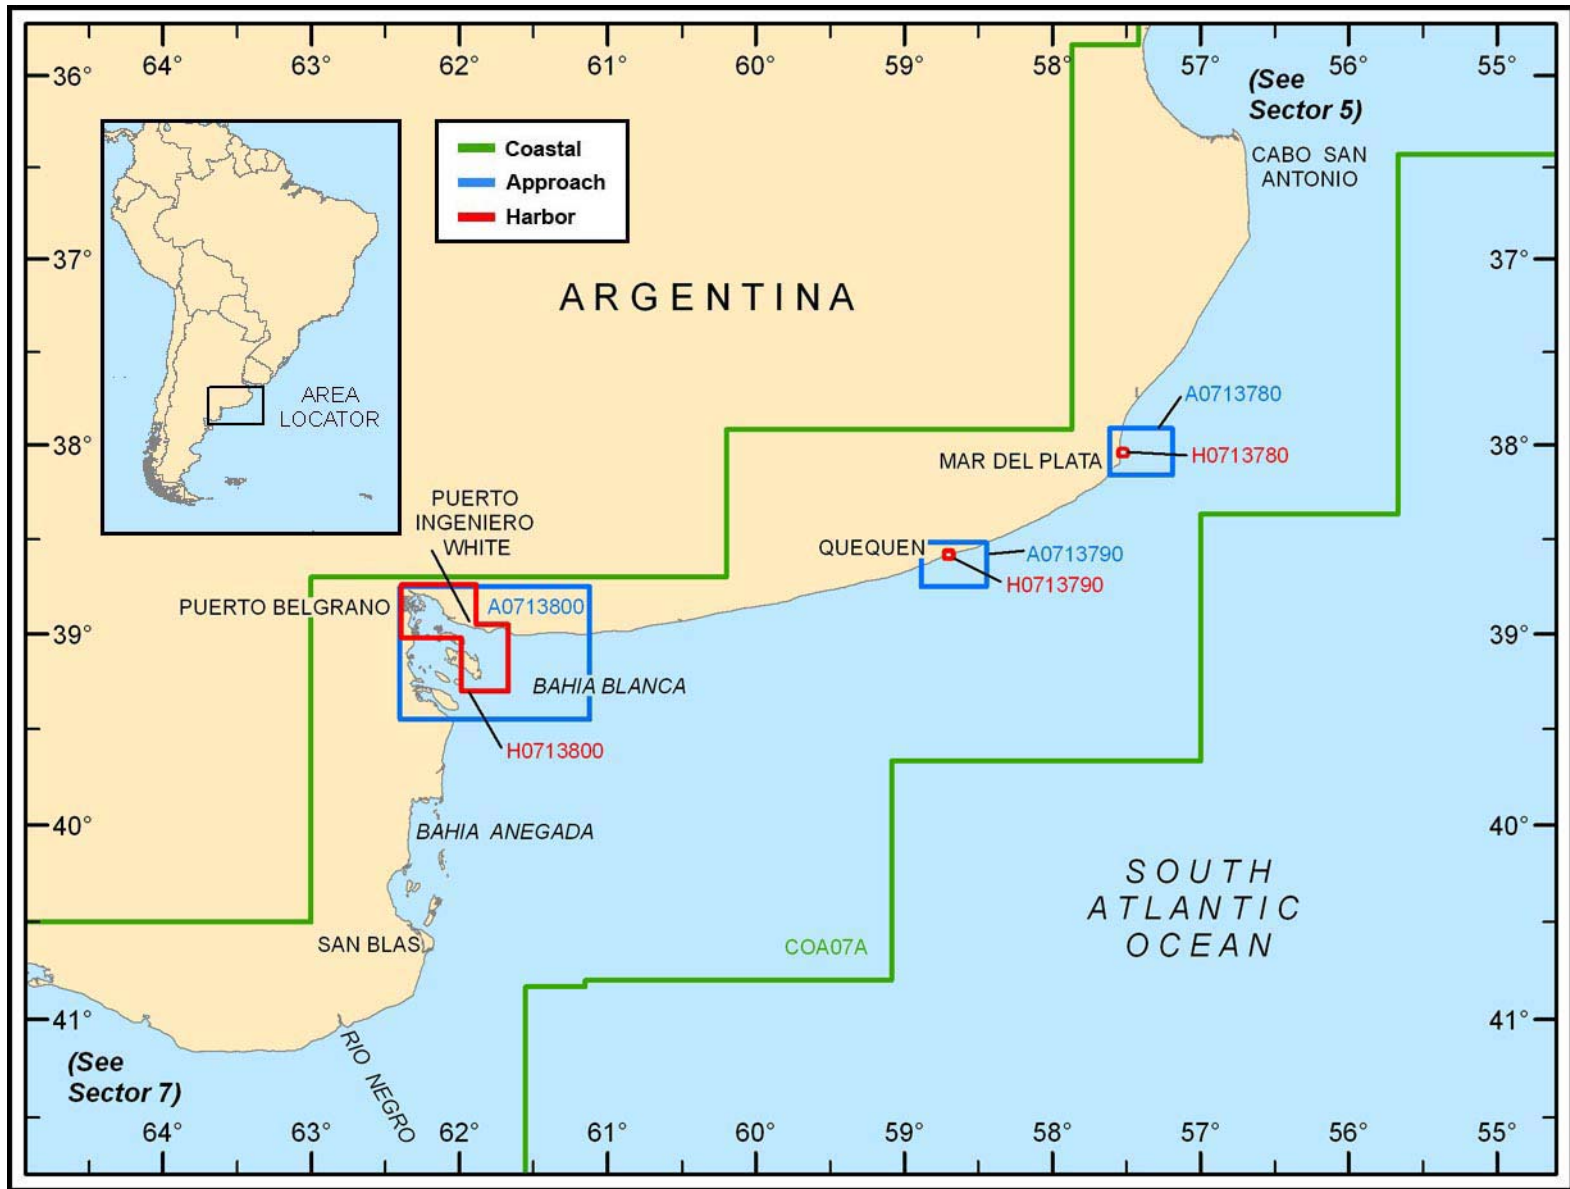 64° 63° 62° 61° 60° 59° 58° 57° 56° 55°
36°
(See
Sector 5)
CABO SAN
ANTONIO
Coastal
Approach
Harbor
37° 37°
ARGENTINA
AREA
LOCATOR
A0713780
38° 38°
MAR DEL PLATA
H0713780
PUERTO
INGENIERO
WHITE
QUEQUEN
A0713790
H0713790
PUERTO BELGRANO
A0713800
39° 39°
BAHIA BLANCA
H0713800
40° 40°
BAHIA ANEGADA
SOUTH
ATLANTIC
OCEAN
SAN BLAS
COA07A
41° 41°
RIO NEGRO
(See
Sector 7)
64° 63° 62° 61° 60° 59° 58° 57° 56° 55°